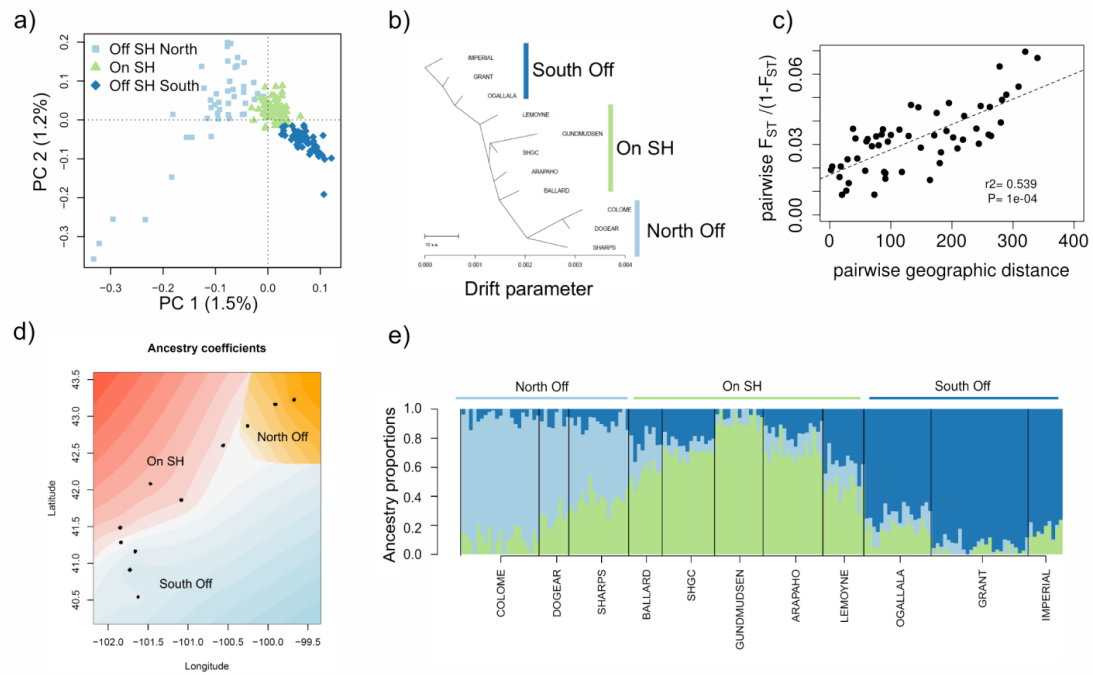 a)
Off SH North
On SH
Off SH South
PC 2 (1.2%)
0.2
0.1
0.0
−0.1
−0.2
−0.3
−0.3 −0.2 −0.1 0.0 0.1
PC 1 (1.5%)
b)
IMPERIAL
GRANT
OGALLALA
LEMOYNE
GUNDMUDSEN
SHGC
ARAPAHO
BALLARD
COLOME
DOGEAR
SHARPS
South Off
On SH
North Off
10 s.e.
0.000 0.001 0.002 0.003 0.004
Drift parameter
c)
pairwise FST /(1-FST)
0.06
0.03
0.00
r2= 0.539
P= 1e-04
0 100 200 300 400
pairwise geographic distance
d)
Ancestry coefficients
Latitude
43.5
43.0
42.5
42.0
41.5
41.0
40.5
North Off
On SH
South Off
−102.0 −101.5 −101.0 −100.5 −100.0 −99.5
Longitude
e)
North Off On SH South Off
Ancestry proportions
1.0
0.8
0.6
0.4
0.2
0.0
COLOME
DOGEAR
SHARPS
BALLARD
SHGC
GUNDMUDSEN
ARAPAHO
LEMOYNE
OGALLALA
GRANT
IMPERIAL